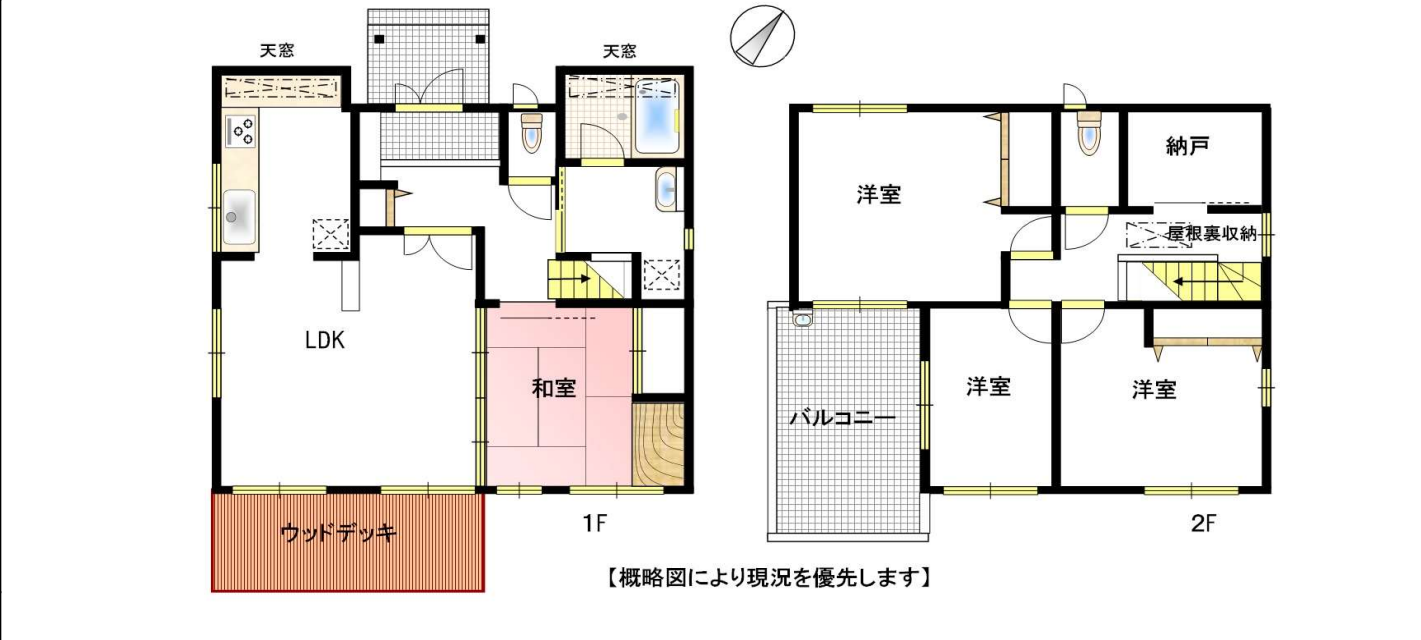 天窓
天窓
LDK
和室
ウッドデッキ
1F
洋室
納戸
屋根裏収納
バルコニー
洋室
洋室
2F
【概略図により現況を優先します】